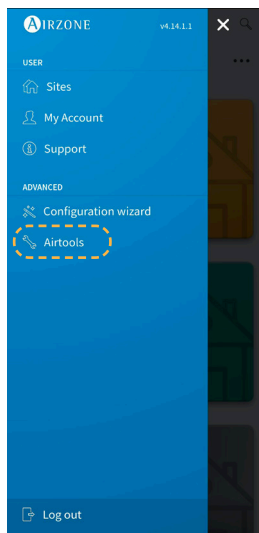 AIRZONE v4.14.1.1
USER
Sites
My Account
Support
ADVANCED
Configuration wizard
Airtools
Log out